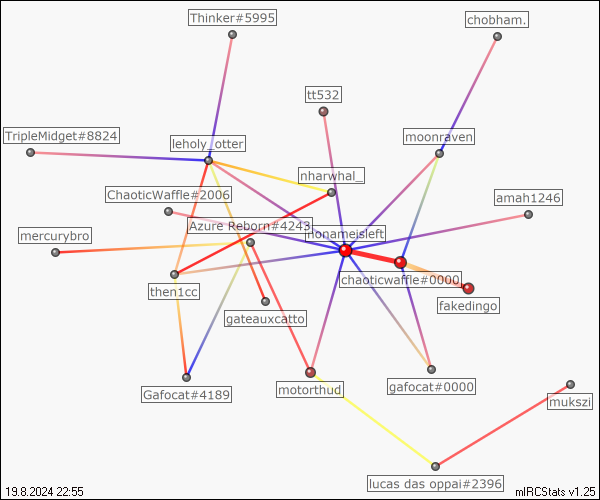 Thinker#5995
chobham.
tt532
TripleMidget#8824
leholy_otter
moonraven
nharwhal_
ChaoticWaffle#2006
amah1246
Azure Reborn#4243
nonameisleft
mercurybro
chaoticwaffle#0000
then1cc
fakedingo
gateauxcatto
Gafocat#4189
motorthud
gafocat#0000
mukszi
lucas das oppai#2396
19.8.2024 22:55
mIRCStats v1.25